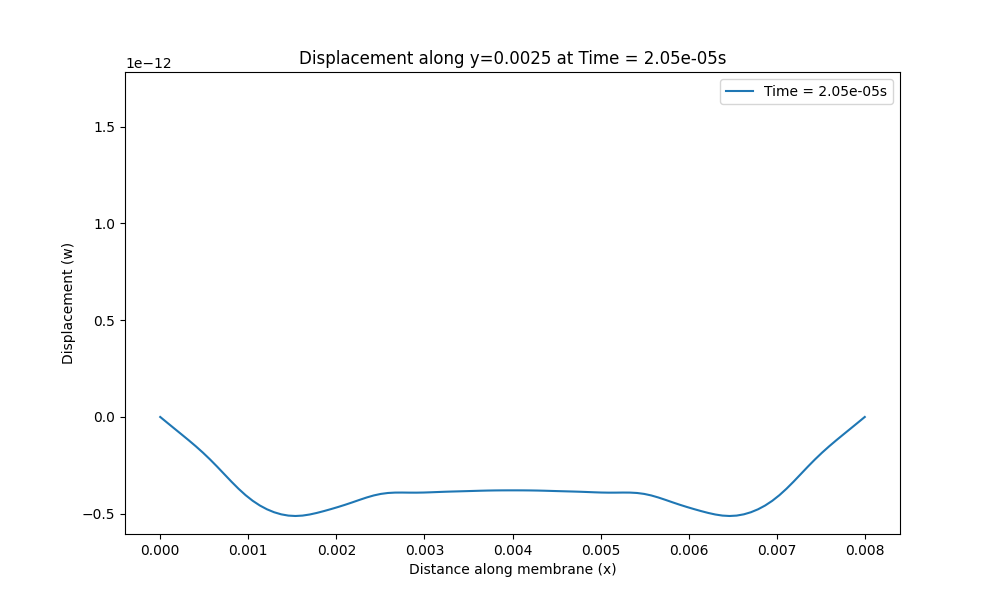 Displacement along y=0.0025 at Time = 2.05e-05s
1e−12
Time = 2.05e-05s
1.5
1.0
0.5
0.0
−0.5
Displacement (w)
0.000 0.001 0.002 0.003 0.004 0.005 0.006 0.007 0.008
Distance along membrane (x)